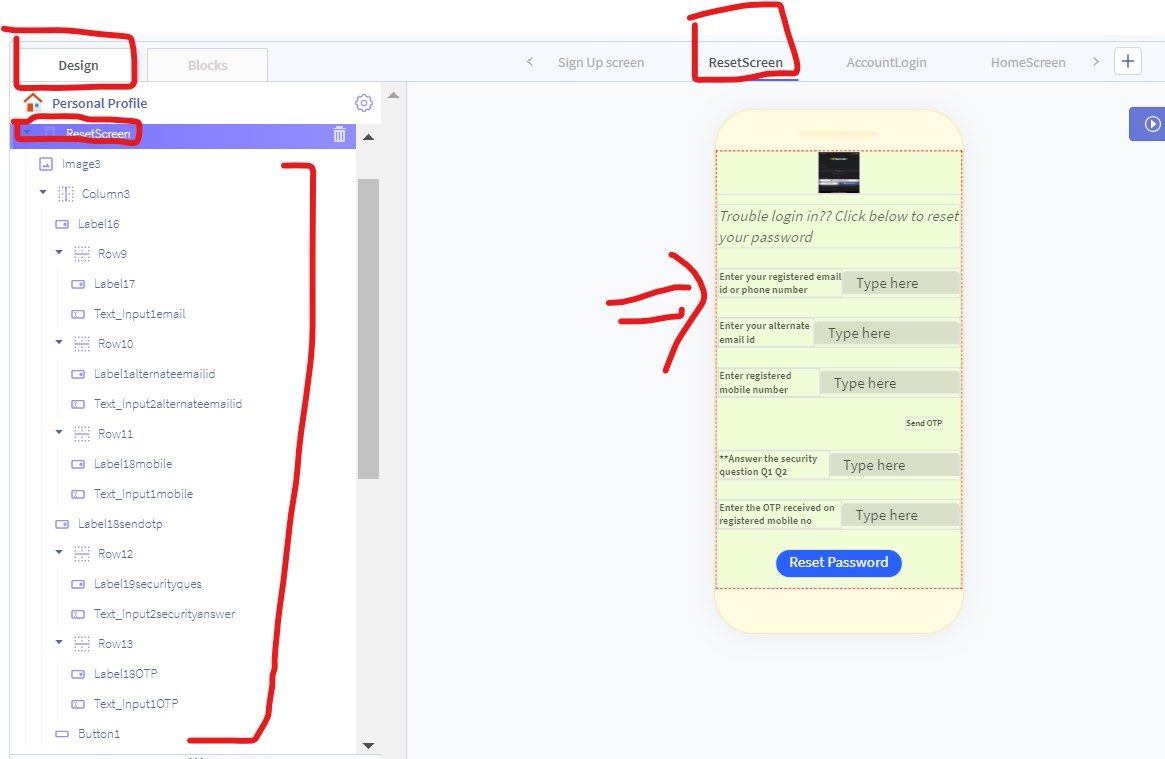 Design
Blocks
Sign Up screen
ResetScreen
AccountLogin
HomeScreen
Personal Profile
ResetScreen
Image3
Column3
Label16
Row9
Label17
Text_Input1email
Row10
Label1alternateemailid
Text_Input2alternateemailid
Row11
Label18mobile
Text_Input1mobile
Label18sendotp
Row12
Label19securityques
Text_Input2securityanswer
Row13
Label18OTP
Text_Input1OTP
Button1
Trouble login in?? Click below to reset
your password
Enter your registered email
id or phone number
Type here
Enter your alternate
email id
Type here
Enter registered
mobile number
Type here
Send OTP
**Answer the security
question Q1 Q2
Type here
Enter the OTP received on
registered mobile no
Type here
Reset Password